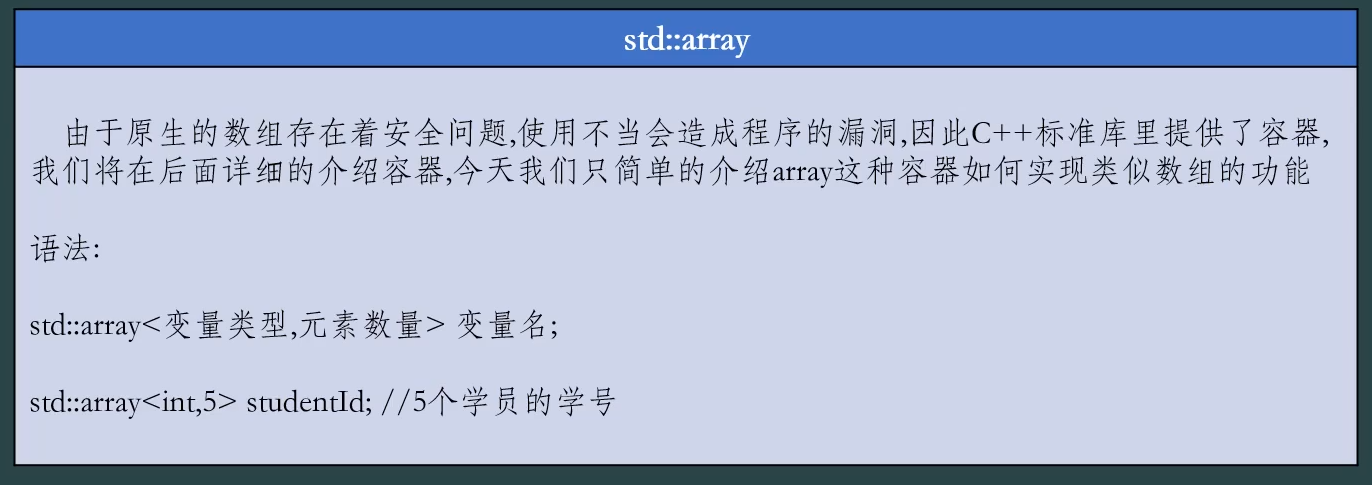 std::array
由于原生的数组存在着安全问题,使用不当会造成程序的漏洞,因此C++标准库里提供了容器,
我们将在后面详细的介绍容器,今天我们只简单的介绍array这种容器如何实现类似数组的功能
语法:
std::array<变量类型,元素数量> 变量名;
std::array<int,5> studentId; //5个学员的学号